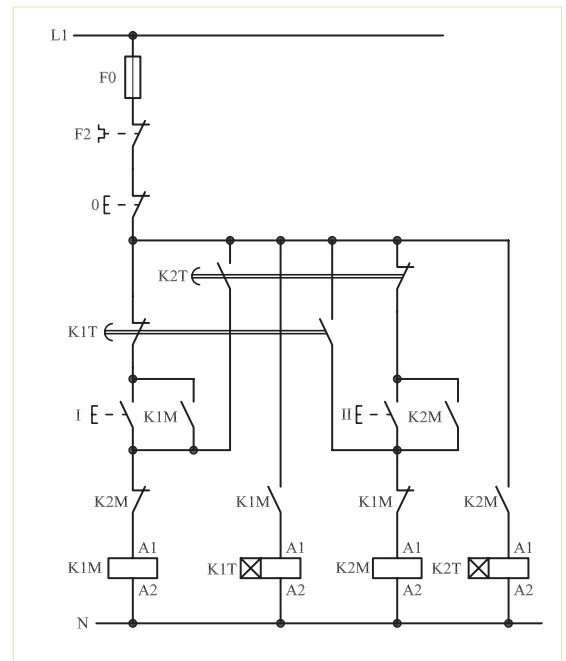 L1
F0
F2
0
K2T
K1T
I K1M II K2M
K2M K1M K1M K2M
A1 A1 A1 A1
K1M K1T K2M K2T
A2 A2 A2 A2
N